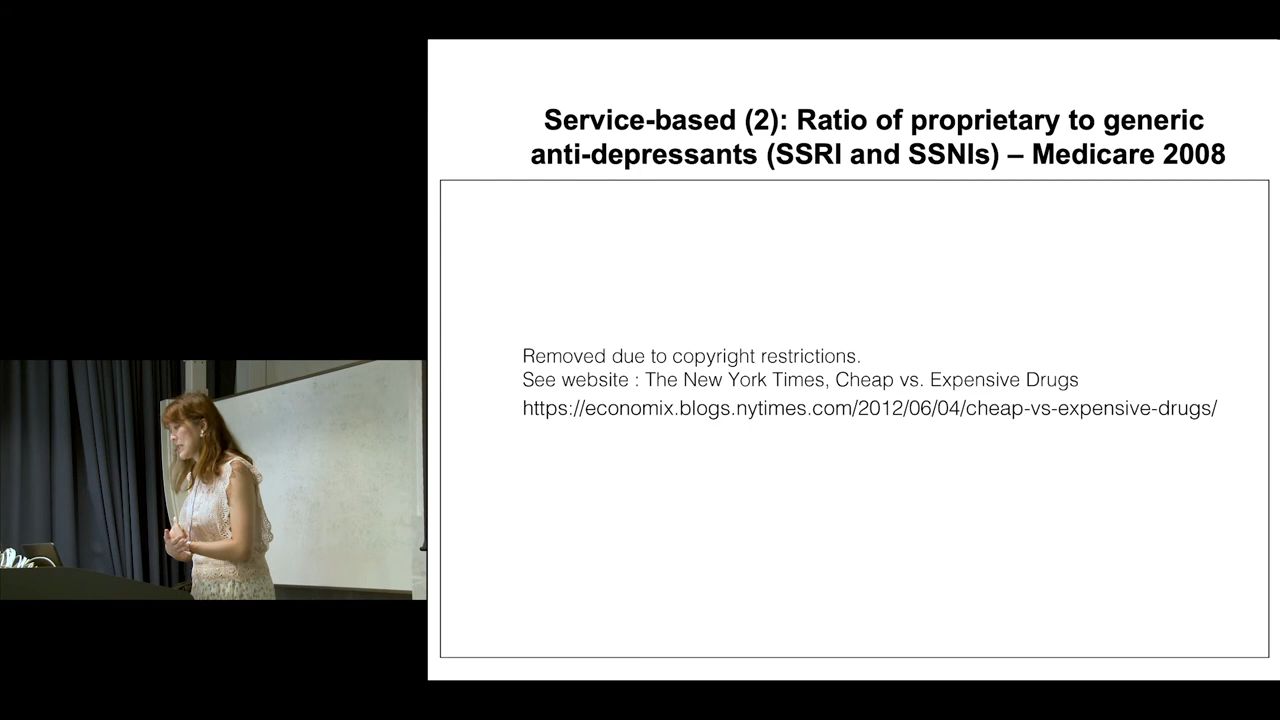 Service-based (2): Ratio of proprietary to generic
anti-depressants (SSRI and SSNIs) – Medicare 2008
Removed due to copyright restrictions.
See website : The New York Times, Cheap vs. Expensive Drugs
https://economix.blogs.nytimes.com/2012/06/04/cheap-vs-expensive-drugs/